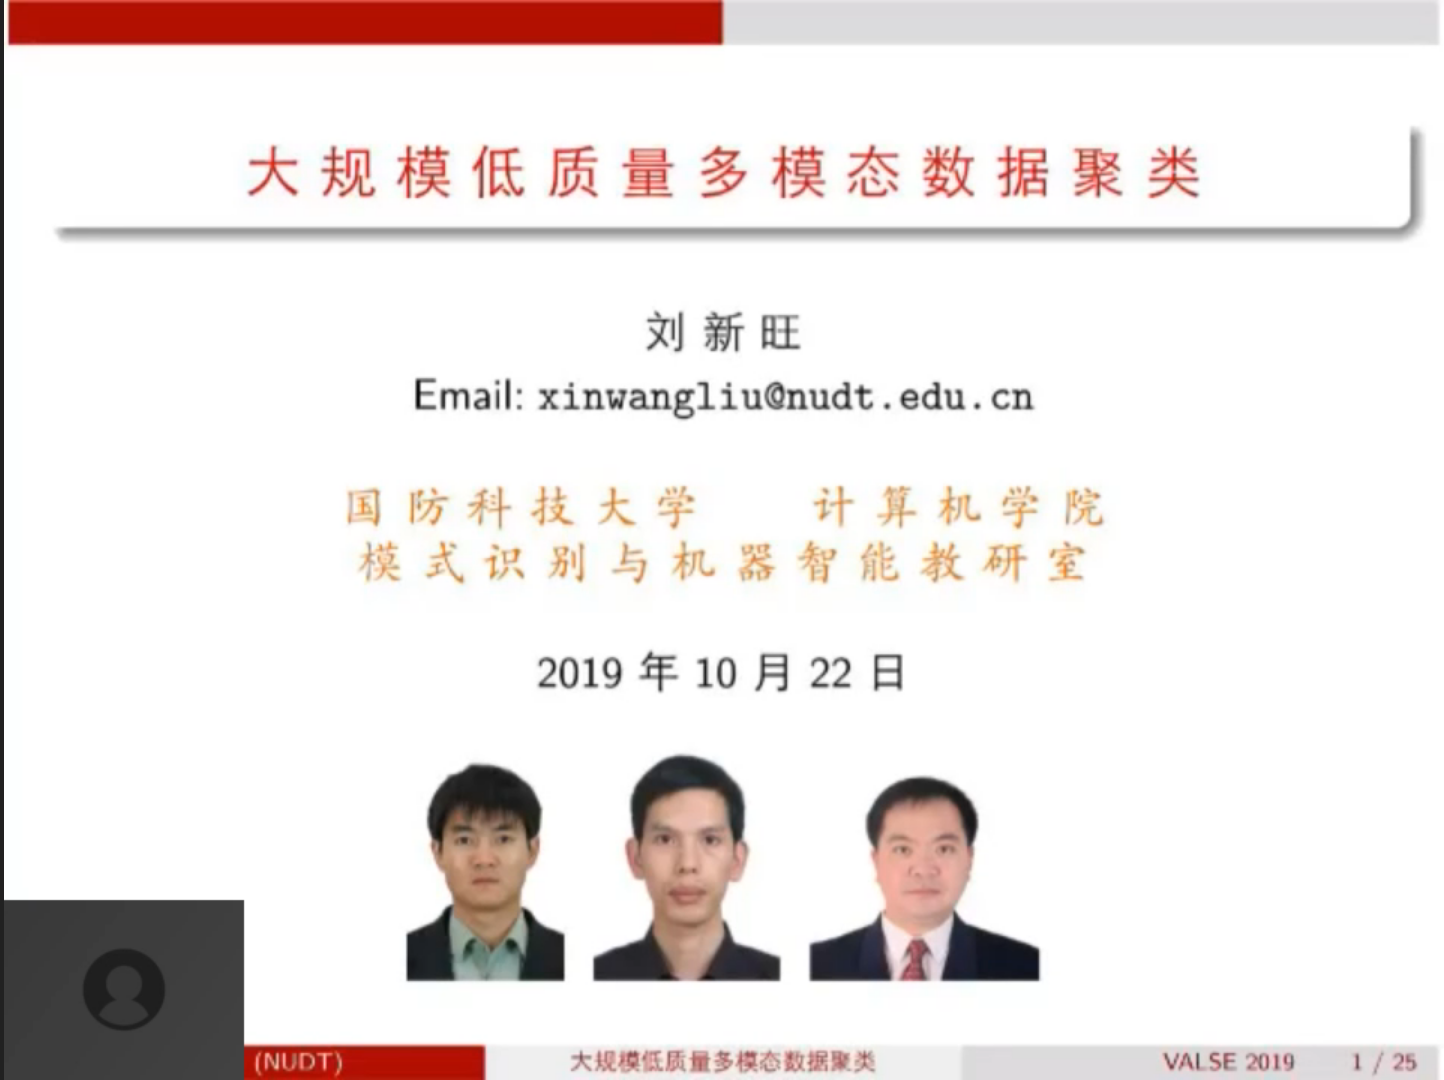 大规模低质量多模态数据聚类
刘新旺
Email: xinwangliu@nudt.edu.cn
国防科技大学 计算机学院
模式识别与机器智能教研室
2019 年 10 月 22 日
(NUDT) 大规模低质量多模态数据聚类 VALSE 2019 1 / 25